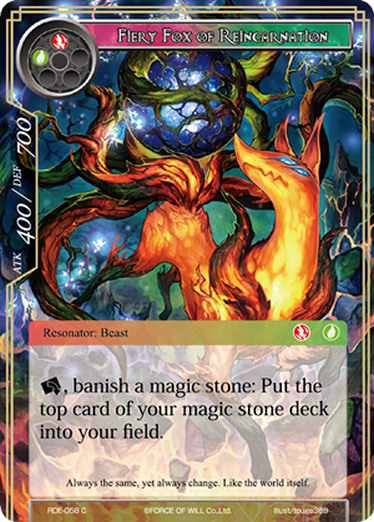 Fiery Fox of Reincarnation
ATK 400 / DEF 700
Resonator: Beast
, banish a magic stone: Put the
top card of your magic stone deck
into your field.
Always the same, yet always change. Like the world itself.
RDE-058 C ©FORCE OF WILL Co.,Ltd. Illust/toues389